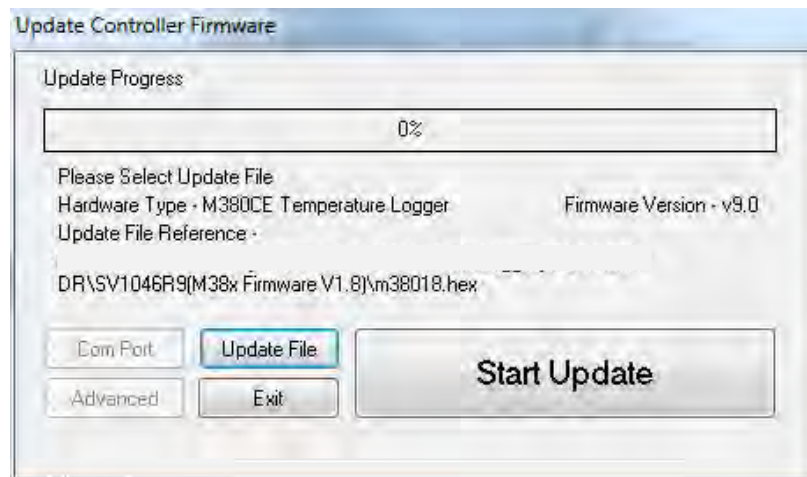 Update Controller Firmware
Update Progress
0%
Please Select Update File
Hardware Type - M380CE Temperature Logger Firmware Version - v9.0
Update File Reference -
DR\SV1046R9(M38x Firmware V1.8)\m38018.hex
Com Port Update File
Start Update
Advanced Exit